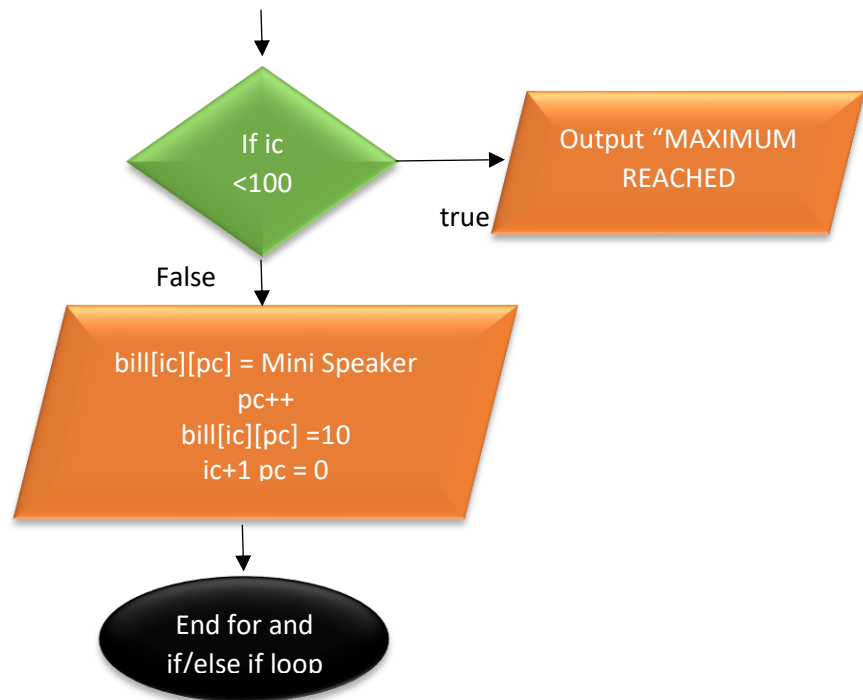 If ic
<100
Output “MAXIMUM
REACHED
true
False
bill[ic][pc] = Mini Speaker
pc++
bill[ic][pc] =10
ic+1 pc = 0
End for and
if/else if loop